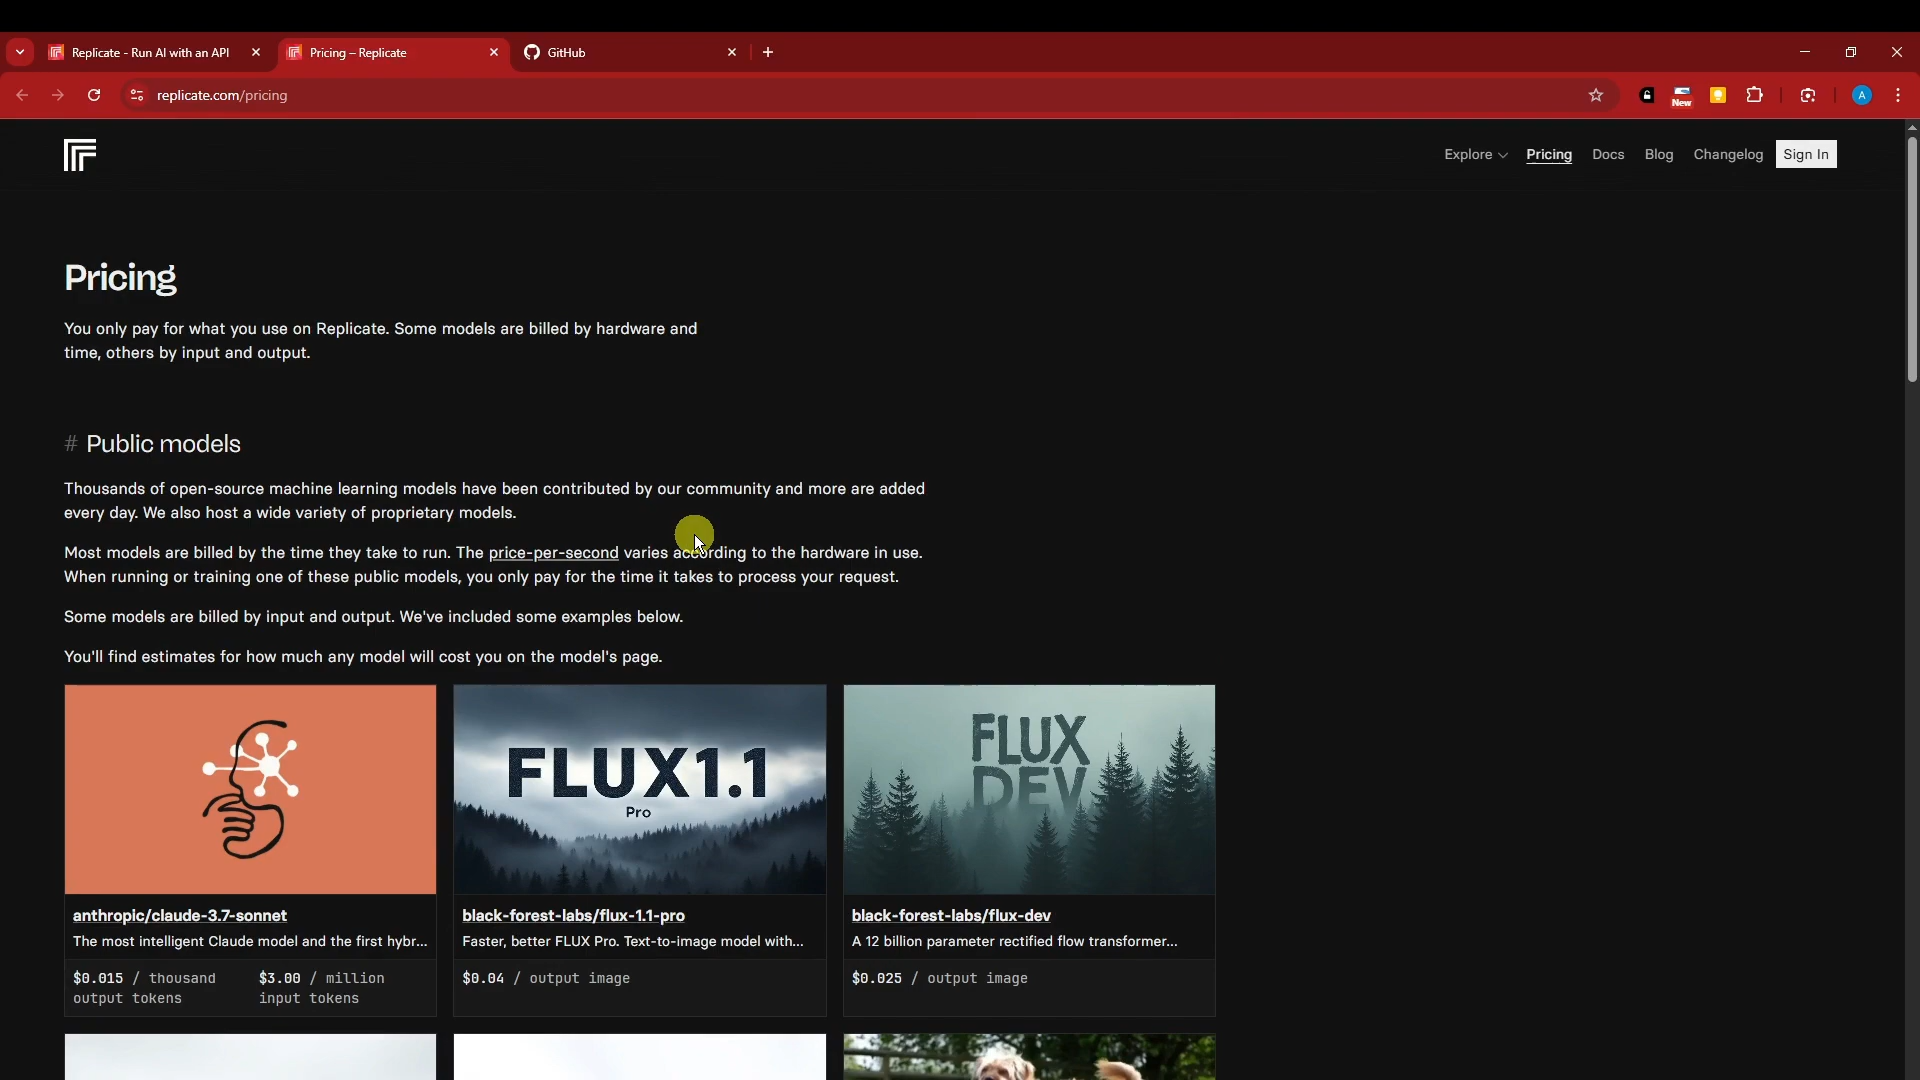 Replicate - Run AI with an API
Pricing – Replicate
GitHub
replicate.com/pricing
New
A
Explore
Pricing
Docs
Blog
Changelog
Sign In
Pricing
You only pay for what you use on Replicate. Some models are billed by hardware and
time, others by input and output.
# Public models
Thousands of open-source machine learning models have been contributed by our community and more are added
every day. We also host a wide variety of proprietary models.
Most models are billed by the time they take to run. The price-per-second varies according to the hardware in use.
When running or training one of these public models, you only pay for the time it takes to process your request.
Some models are billed by input and output. We've included some examples below.
You'll find estimates for how much any model will cost you on the model's page.
FLUX1.1
Pro
FLUX
DEV
anthropic/claude-3.7-sonnet
The most intelligent Claude model and the first hybr...
$0.015 / thousand
output tokens
$3.00 / million
input tokens
black-forest-labs/flux-1.1-pro
Faster, better FLUX Pro. Text-to-image model with...
$0.04 / output image
black-forest-labs/flux-dev
A 12 billion parameter rectified flow transformer...
$0.025 / output image